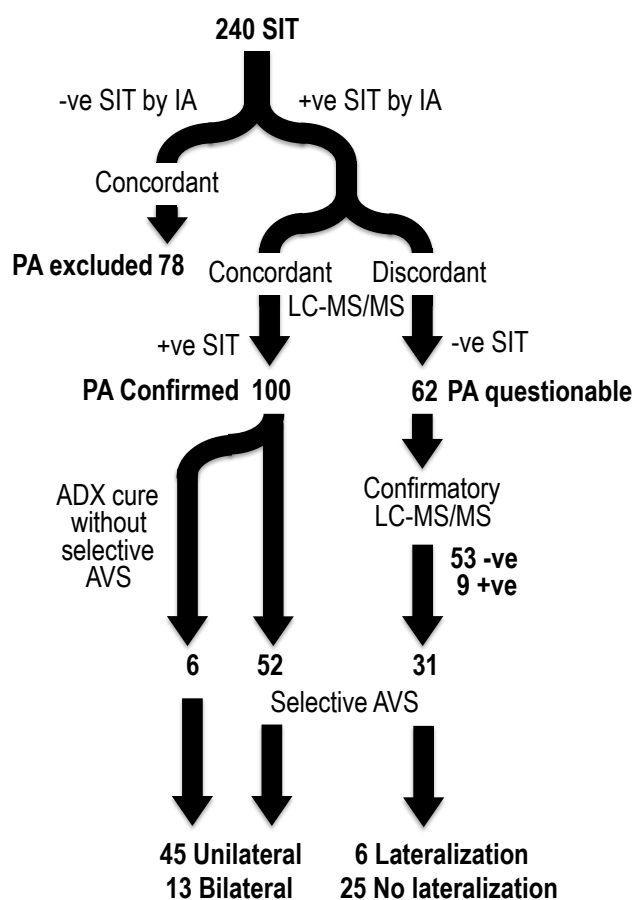 240 SIT
-ve SIT by IA
+ve SIT by IA
Concordant
PA excluded 78
Concordant
Discordant
LC-MS/MS
+ve SIT
-ve SIT
PA Confirmed 100
62 PA questionable
ADX cure
without
selective
AVS
Confirmatory
LC-MS/MS
53 -ve
9 +ve
6
52
31
Selective AVS
45 Unilateral
13 Bilateral
6 Lateralization
25 No lateralization